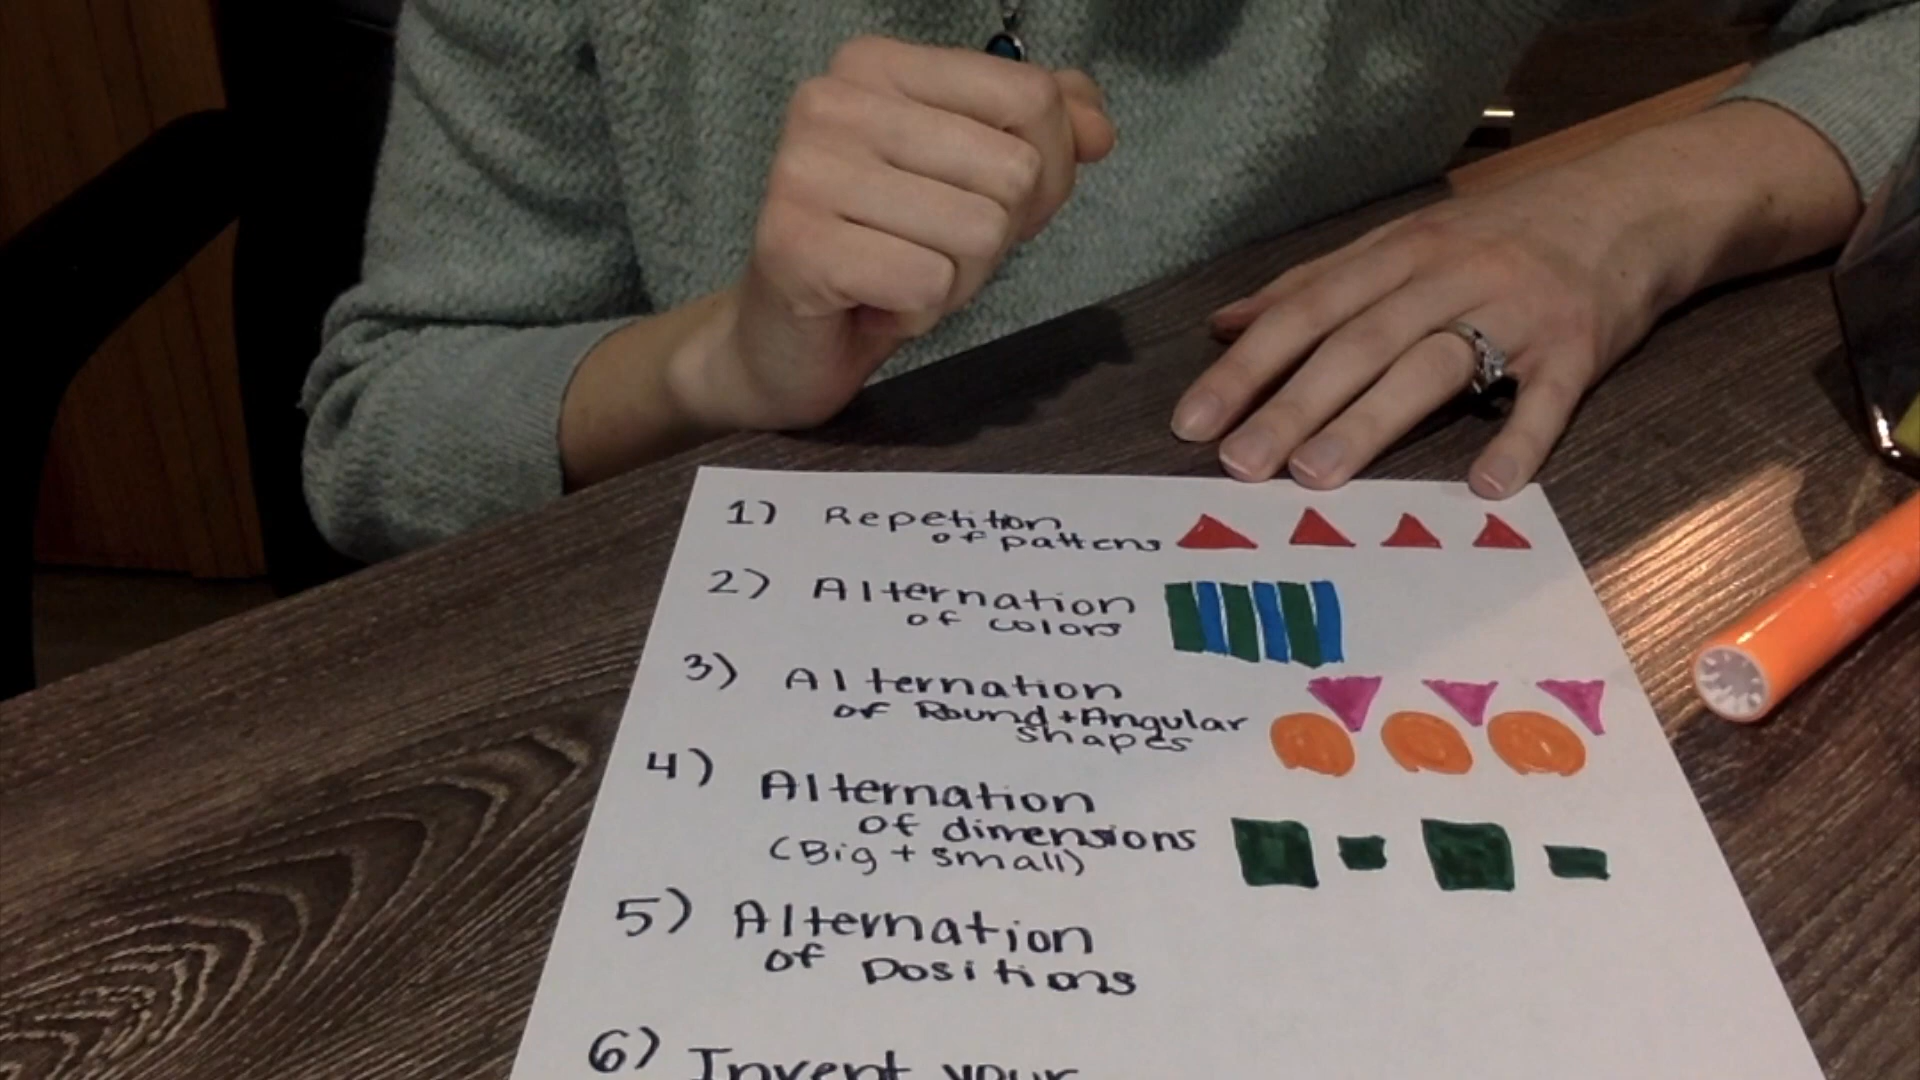 1) Repetition
of patterns
2) Alternation
of colors
3) Alternation
of Round + Angular
shapes
4) Alternation
of dimensions
(Big + small)
5) Alternation
of Positions
6) Invent your